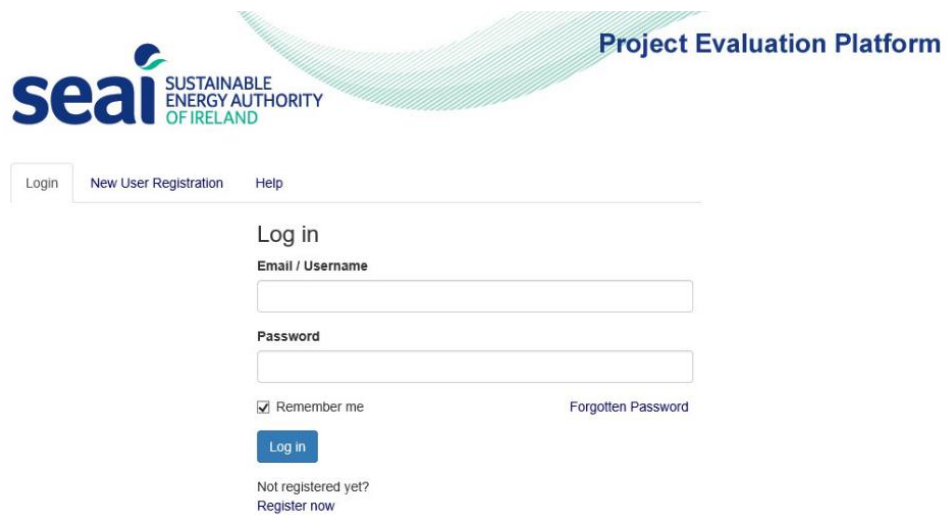 Project Evaluation Platform
seai
SUSTAINABLE
ENERGY AUTHORITY
OF IRELAND
Login New User Registration Help
Log in
Email / Username
Password
Remember me Forgotten Password
Log in
Not registered yet?
Register now